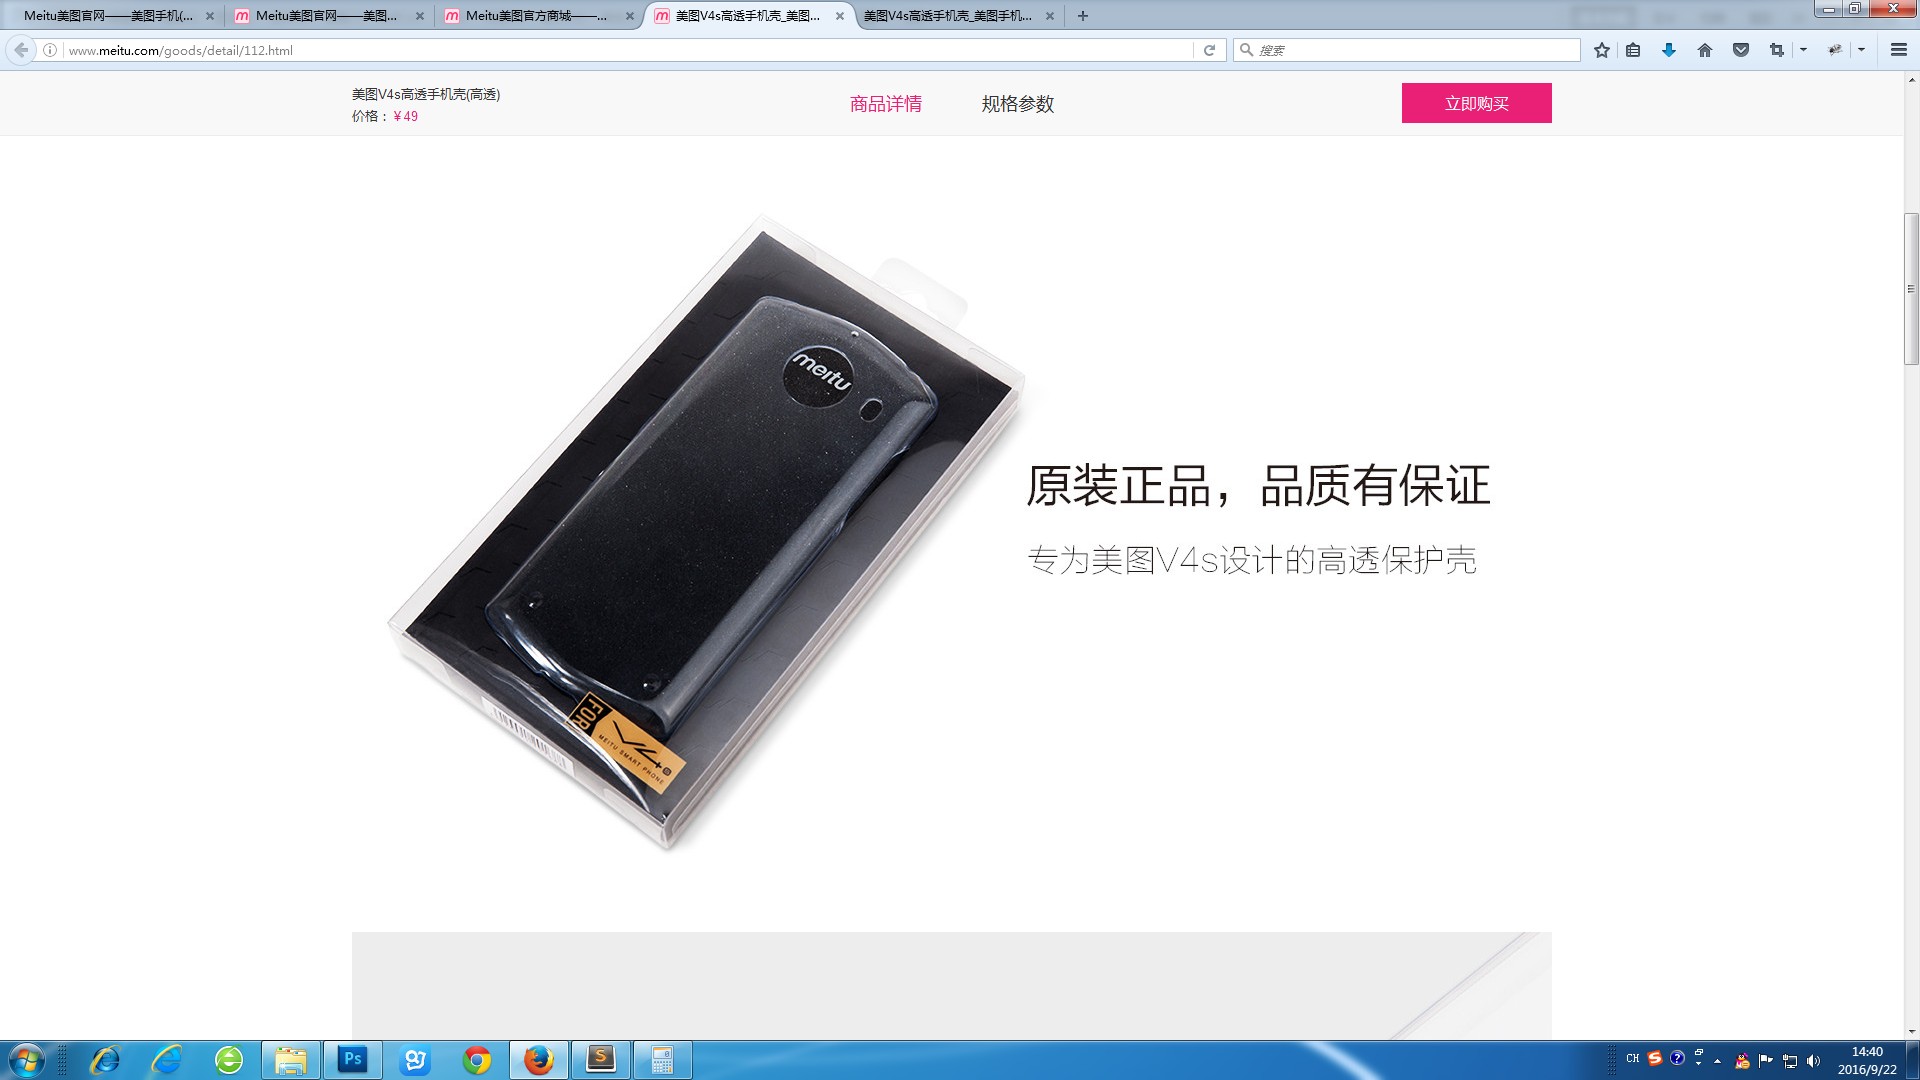 Meitu美图官网——美图手机(...
Meitu美图官网——美图...
Meitu美图官方商城——...
美图V4s高透手机壳_美图...
美图V4s高透手机壳_美图手机...
www.meitu.com/goods/detail/112.html
搜索
美图V4s高透手机壳(高透)
价格：￥49
商品详情
规格参数
立即购买
meitu
原装正品，品质有保证
专为美图V4s设计的高透保护壳
FOR
V4s
MEITU SMART PHONE
Ps
S
CH
14:40
2016/9/22